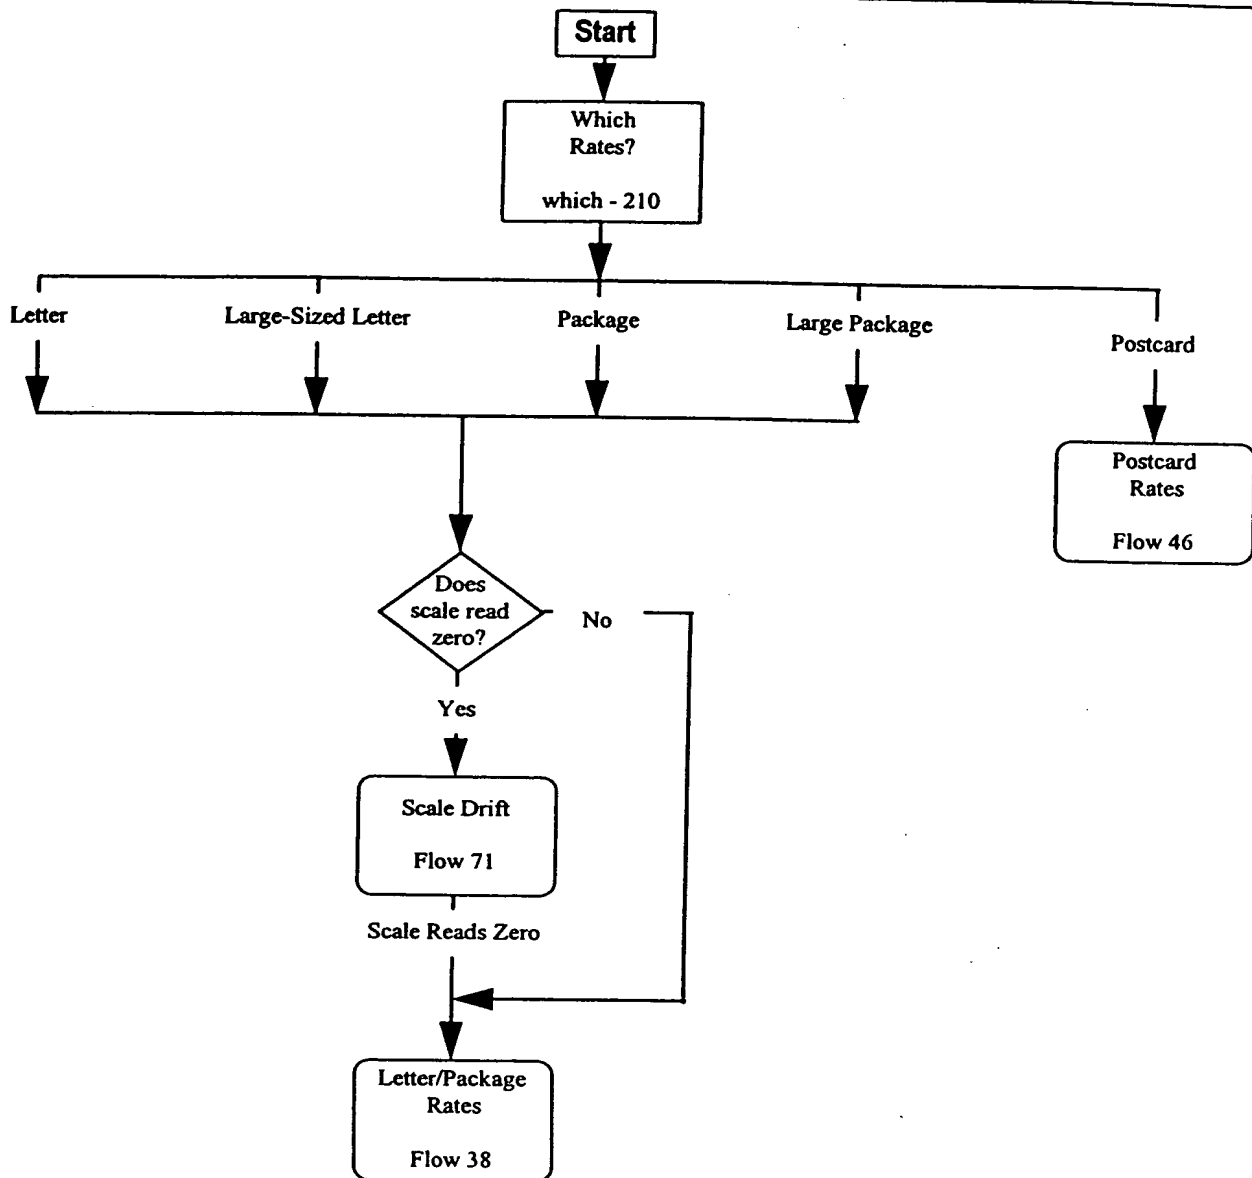 Start
Which
Rates?
which - 210
Letter
Large-Sized Letter
Package
Large Package
Postcard
Postcard
Rates
Flow 46
Does
scale read
zero?
No
Yes
Scale Drift
Flow 71
Scale Reads Zero
Letter/Package
Rates
Flow 38